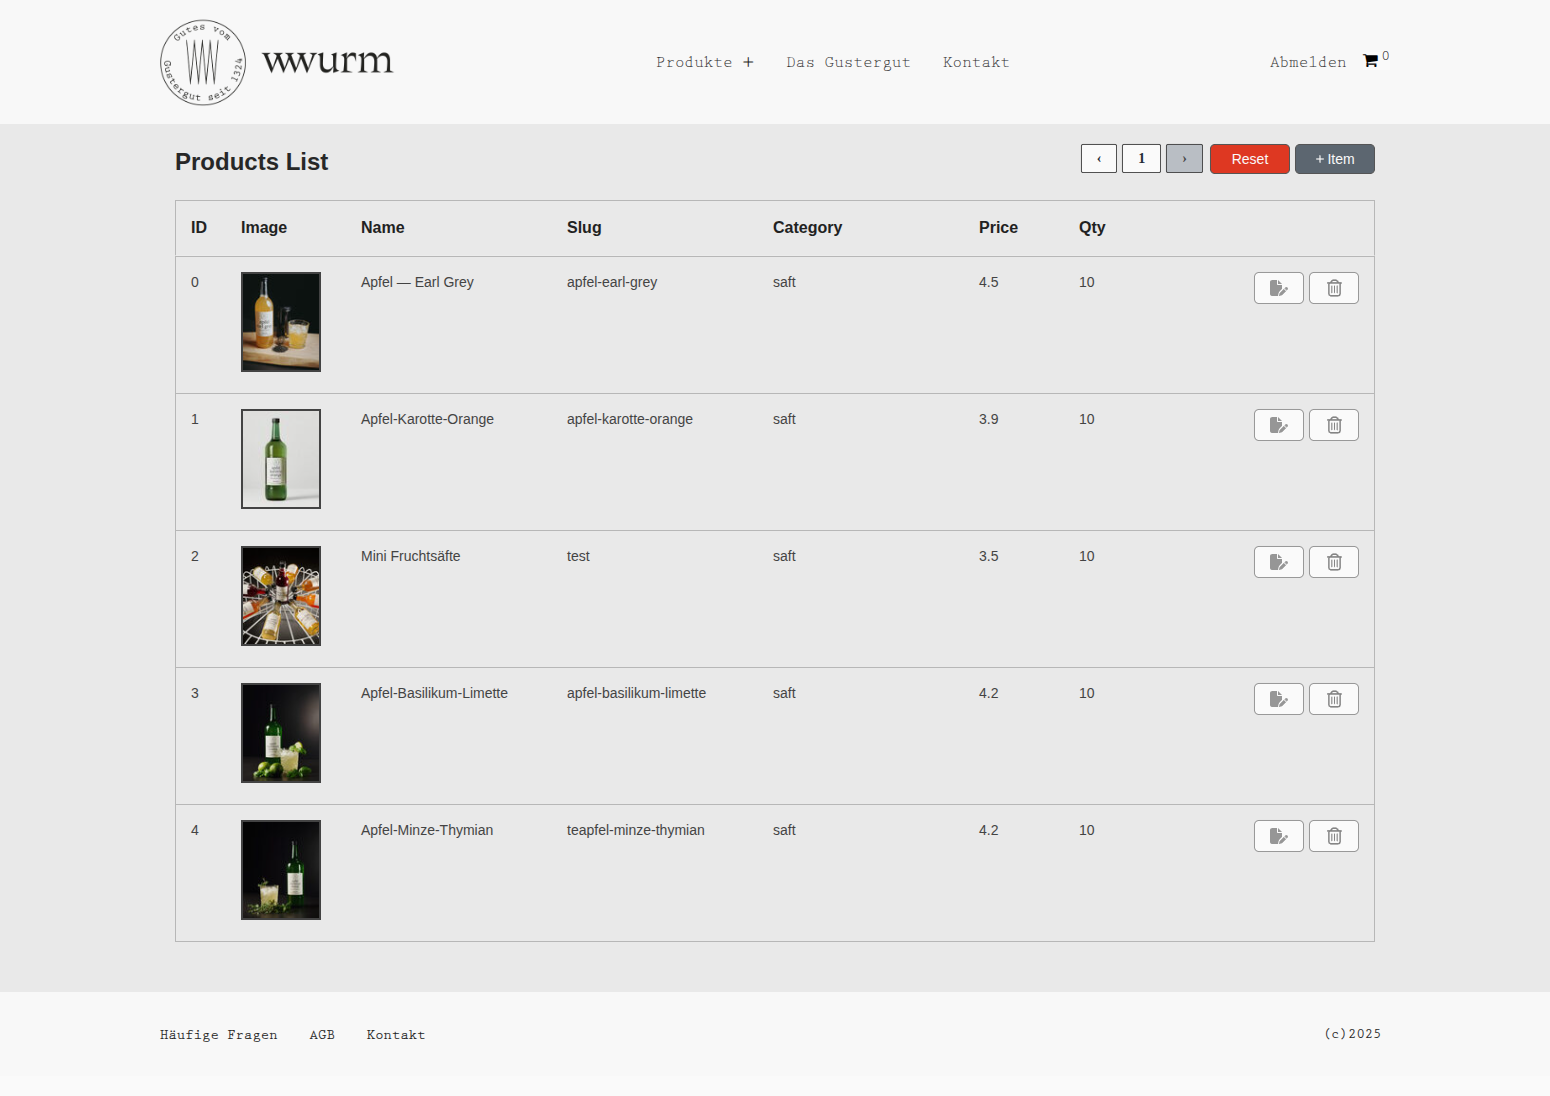 Gutes vom
Gustergut seit 1324
wwurm
Produkte + Das Gustergut Kontakt
Abmelden 0
Products List
‹ 1 › Reset + Item
ID Image Name Slug Category Price Qty
0 Apfel — Earl Grey apfel-earl-grey saft 4.5 10
1 Apfel-Karotte-Orange apfel-karotte-orange saft 3.9 10
2 Mini Fruchtsäfte test saft 3.5 10
3 Apfel-Basilikum-Limette apfel-basilikum-limette saft 4.2 10
4 Apfel-Minze-Thymian teapfel-minze-thymian saft 4.2 10
Häufige Fragen AGB Kontakt (c)2025